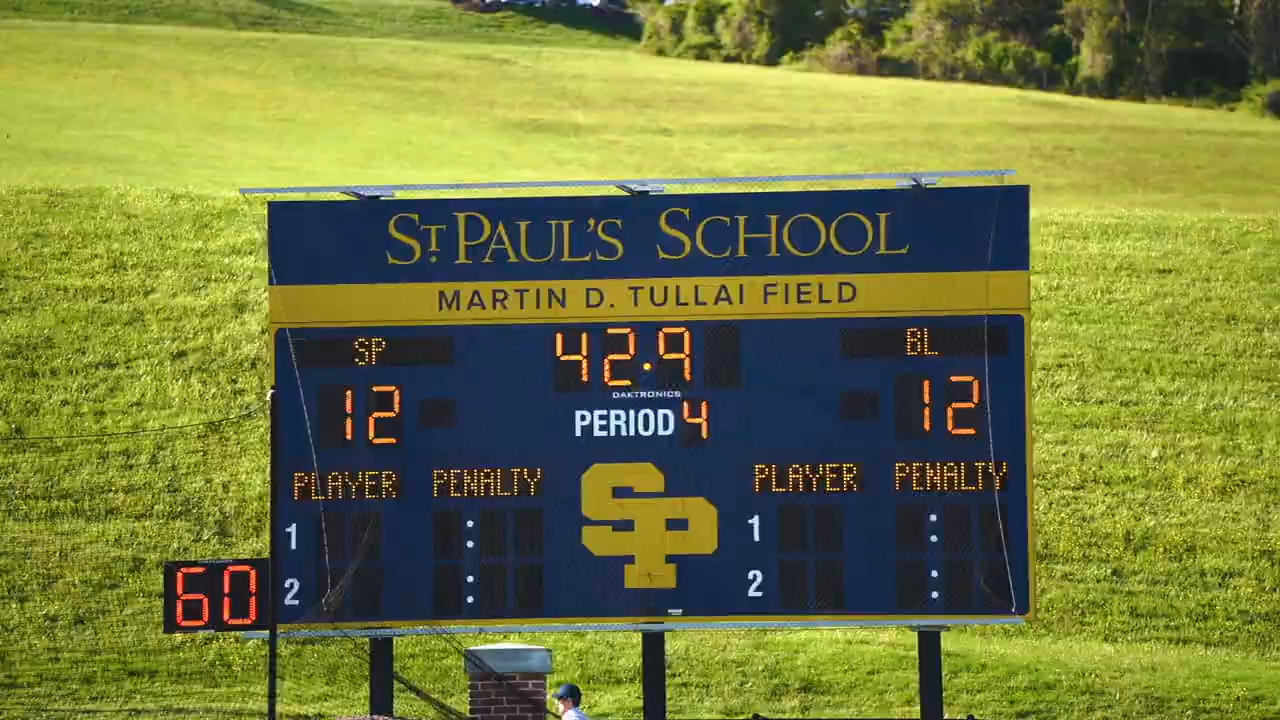 ST. PAUL'S SCHOOL
MARTIN D. TULLAI FIELD
SP 42.9 BL
DAKTRONICS
12 PERIOD 4 12
PLAYER PENALTY PLAYER PENALTY
1 : SP 1 :
2 : 2 :
60